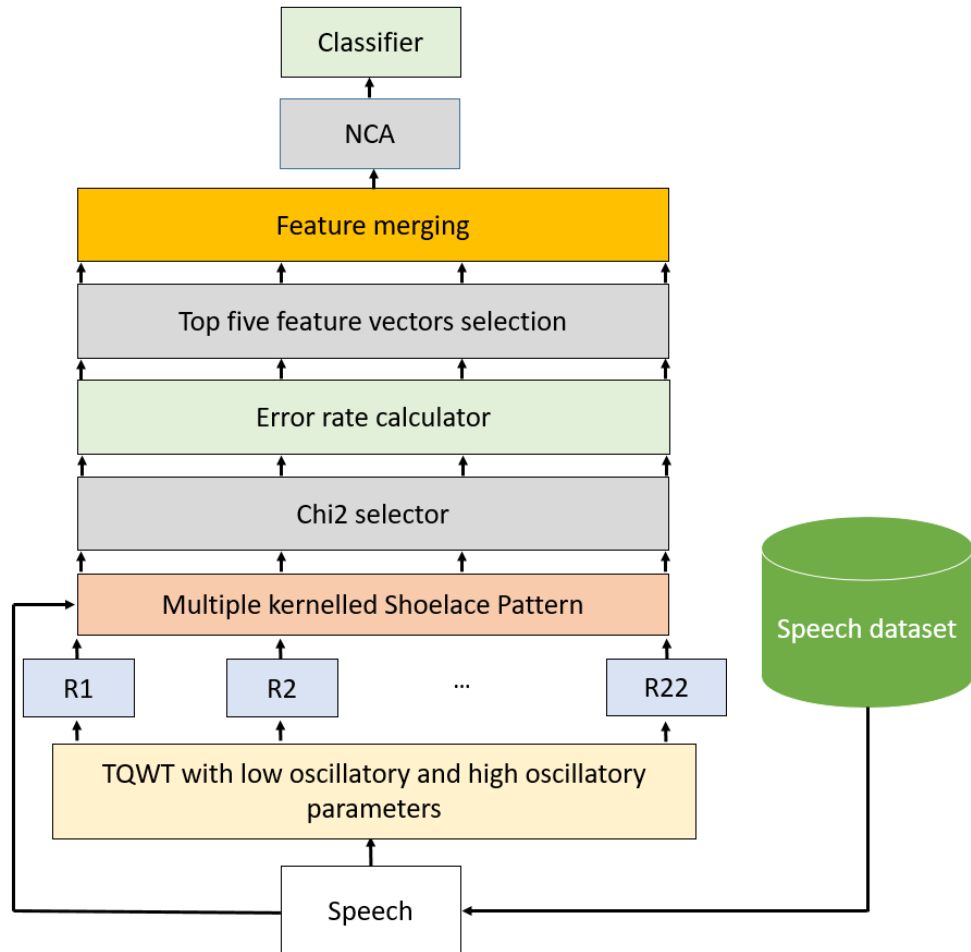 Classifier
NCA
Feature merging
Top five feature vectors selection
Error rate calculator
Chi2 selector
Multiple kernelled Shoelace Pattern
Speech dataset
R1
R2
...
R22
TQWT with low oscillatory and high oscillatory
parameters
Speech